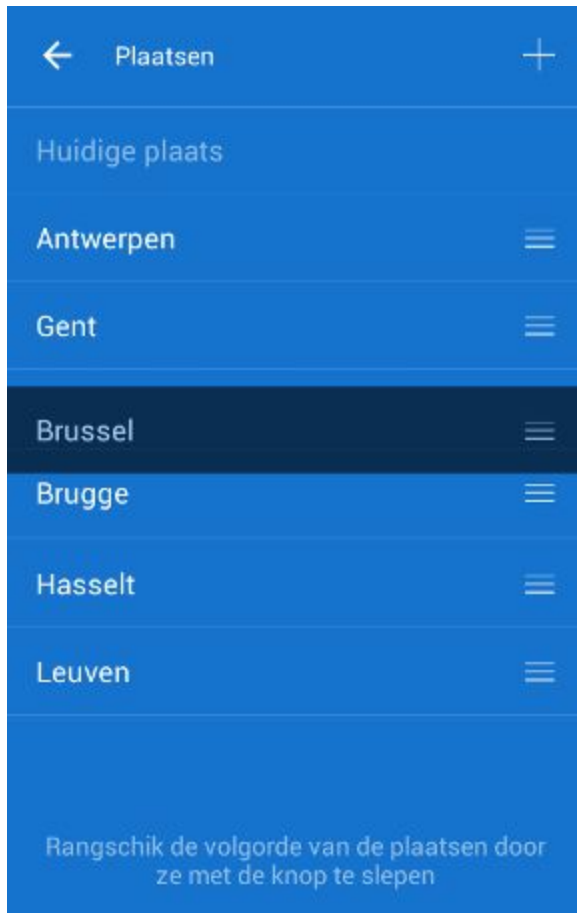 Plaatsen
Huidige plaats
Antwerpen
Gent
Brussel
Brugge
Hasselt
Leuven
Rangschik de volgorde van de plaatsen door
ze met de knop te slepen